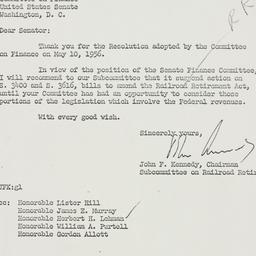 United States Senate
Washington, D. C.
Dear Senator:
Thank you for the Resolution adopted by the Committee
on Finance on May 10, 1956.
In view of the position of the Senate Finance Committee,
I will recommend to our Subcommittee that it suspend action on
S. 3400 and S. 3616, bills to amend the Railroad Retirement Act,
until your Committee has had an opportunity to consider those
portions of the legislation which involve the Federal revenues.
With every good wish.
Sincerely yours,
John F. Kennedy, Chairman
Subcommittee on Railroad Retir
JFK:gl
cc: Honorable Lister Hill
Honorable James E. Murray
Honorable Herbert H. Lehman
Honorable William A. Purtell
Honorable Gordon Allott